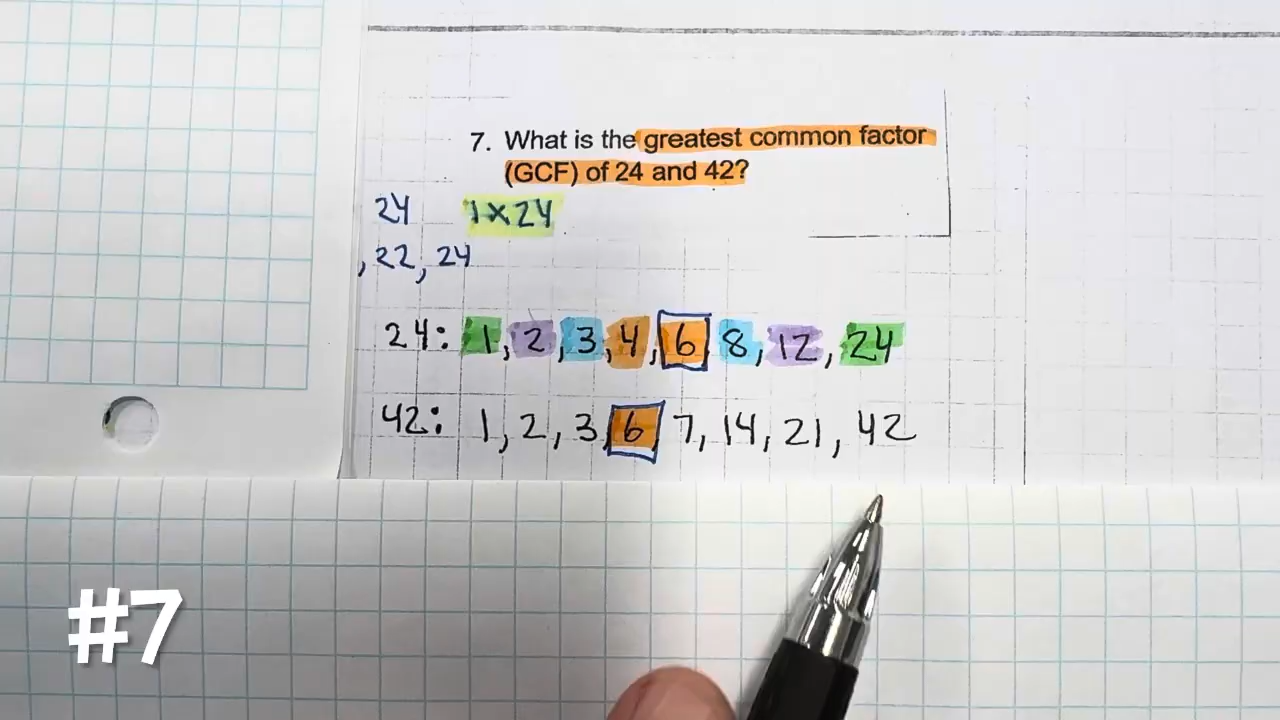 7. What is the greatest common factor
(GCF) of 24 and 42?
24 1×24
, 22, 24
24: 1, 2, 3, 4, 6, 8, 12, 24
42: 1, 2, 3, 6, 7, 14, 21, 42
#7